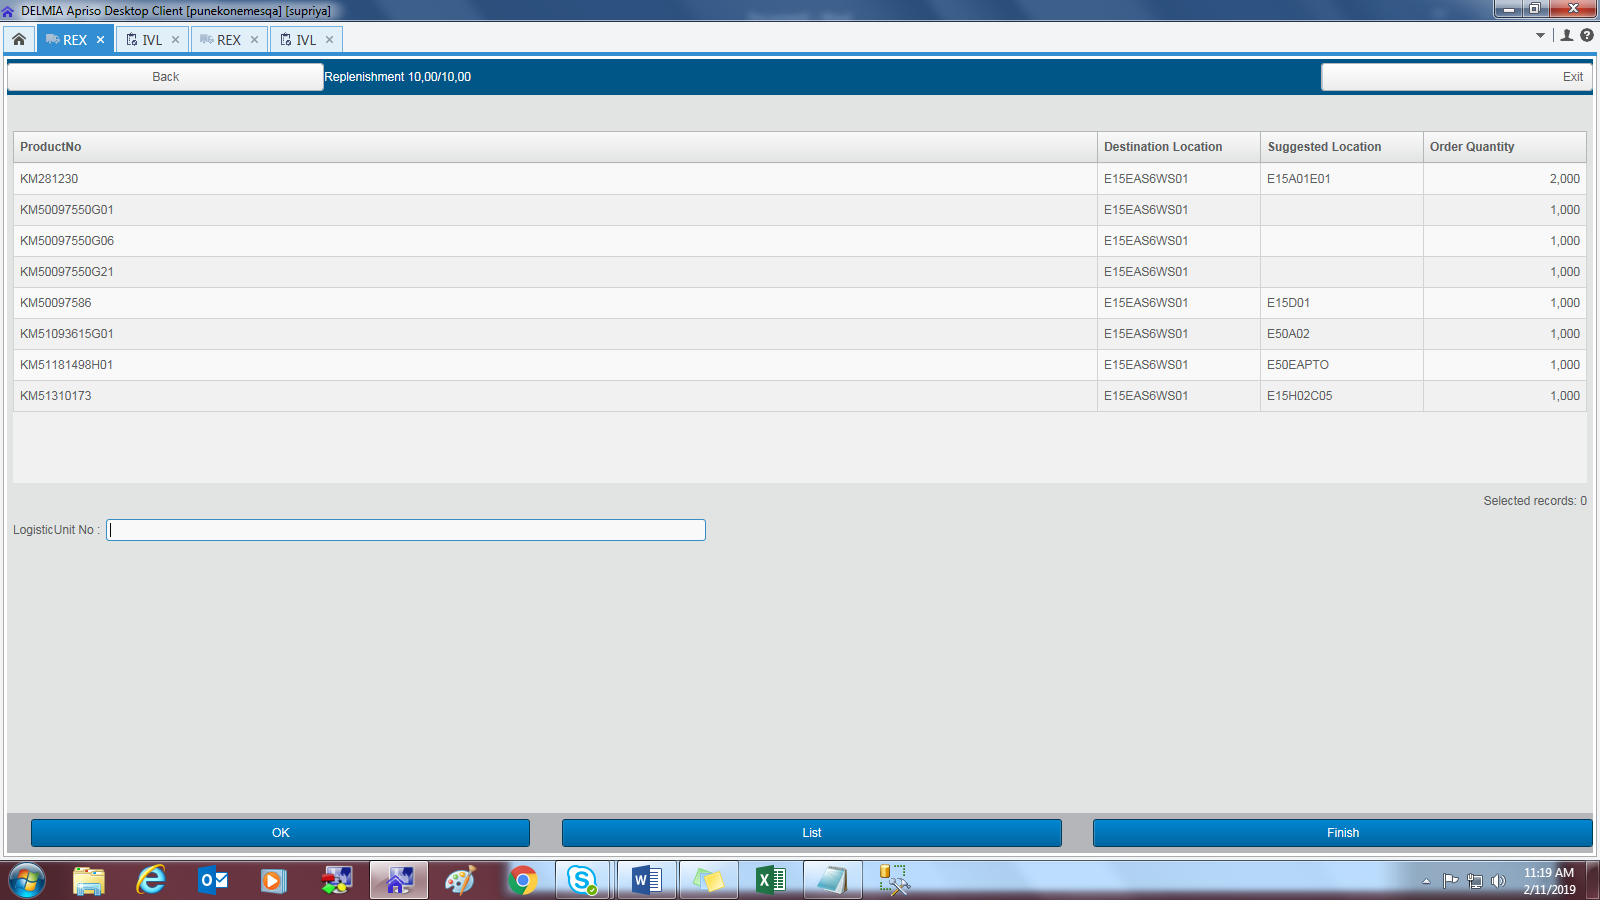 DELMIA Apriso Desktop Client [punekonemesqa] [supriya]
REX IVL REX IVL
Back Replenishment 10,00/10,00 Exit
ProductNo Destination Location Suggested Location Order Quantity
KM281230 E15EAS6WS01 E15A01E01 2,000
KM50097550G01 E15EAS6WS01 1,000
KM50097550G06 E15EAS6WS01 1,000
KM50097550G21 E15EAS6WS01 1,000
KM50097586 E15EAS6WS01 E15D01 1,000
KM51093615G01 E15EAS6WS01 E50A02 1,000
KM51181498H01 E15EAS6WS01 E50EAPTO 1,000
KM51310173 E15EAS6WS01 E15H02C05 1,000
Selected records: 0
LogisticUnit No :
OK List Finish
11:19 AM
2/11/2019